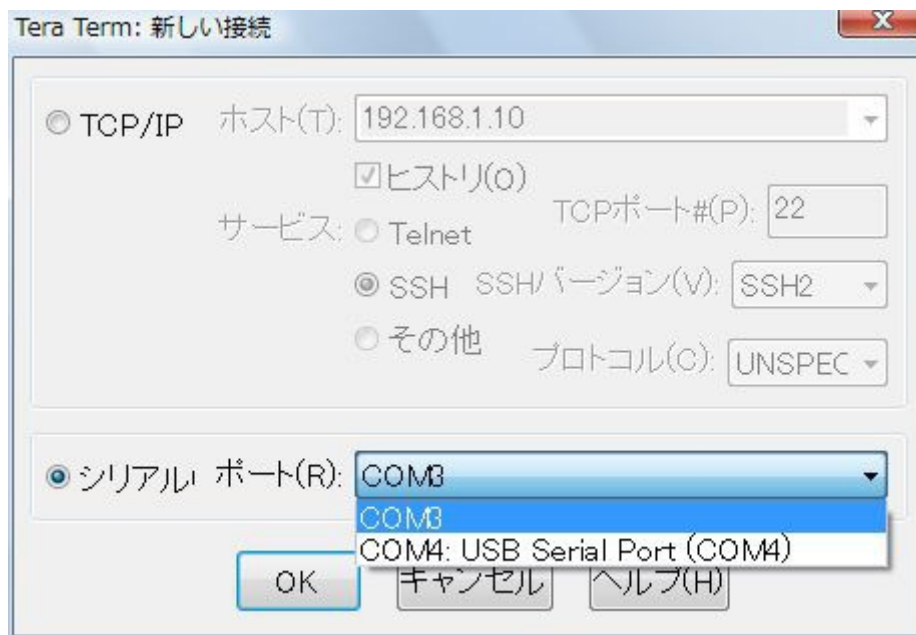 Tera Term: 新しい接続
TCP/IP
ホスト(T):
192.168.1.10
ヒストリ(O)
サービス:
Telnet
TCPポート#(P):
22
SSH
SSHバージョン(V):
SSH2
その他
プロトコル(C):
UNSPEC
シリアル
ポート(R):
COM3
COM3
COM4: USB Serial Port (COM4)
OK
キャンセル
ヘルプ(H)